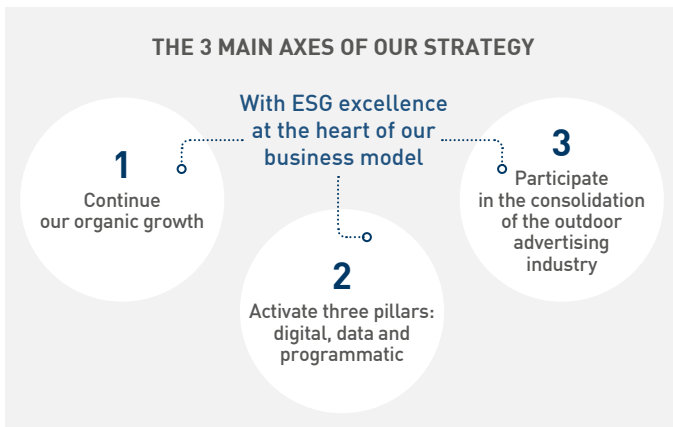 THE 3 MAIN AXES OF OUR STRATEGY
With ESG excellence
at the heart of our
business model
1
Continue
our organic growth
2
Activate three pillars:
digital, data and
programmatic
3
Participate
in the consolidation
of the outdoor
advertising
industry